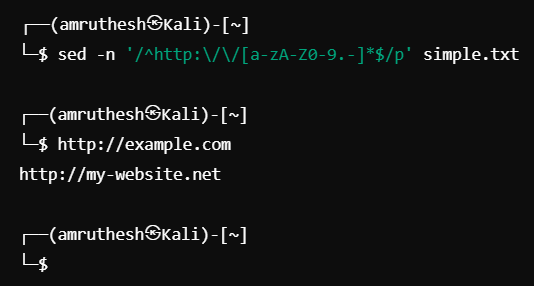 ┌──(amruthesh㉿Kali)-[~]
└─$ sed -n '/^http:\/\/[a-zA-Z0-9.-]*$/p' simple.txt
┌──(amruthesh㉿Kali)-[~]
└─$ http://example.com
http://my-website.net
┌──(amruthesh㉿Kali)-[~]
└─$